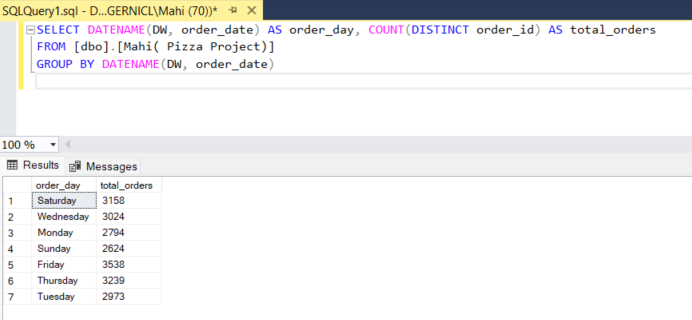 SQLQuery1.sql - D...GERNICL\Mahi (70))*
SELECT DATENAME(DW, order_date) AS order_day, COUNT(DISTINCT order_id) AS total_orders
FROM [dbo].[Mahi( Pizza Project)]
GROUP BY DATENAME(DW, order_date)
100 %
Results Messages
order_day total_orders
1 Saturday 3158
2 Wednesday 3024
3 Monday 2794
4 Sunday 2624
5 Friday 3538
6 Thursday 3239
7 Tuesday 2973